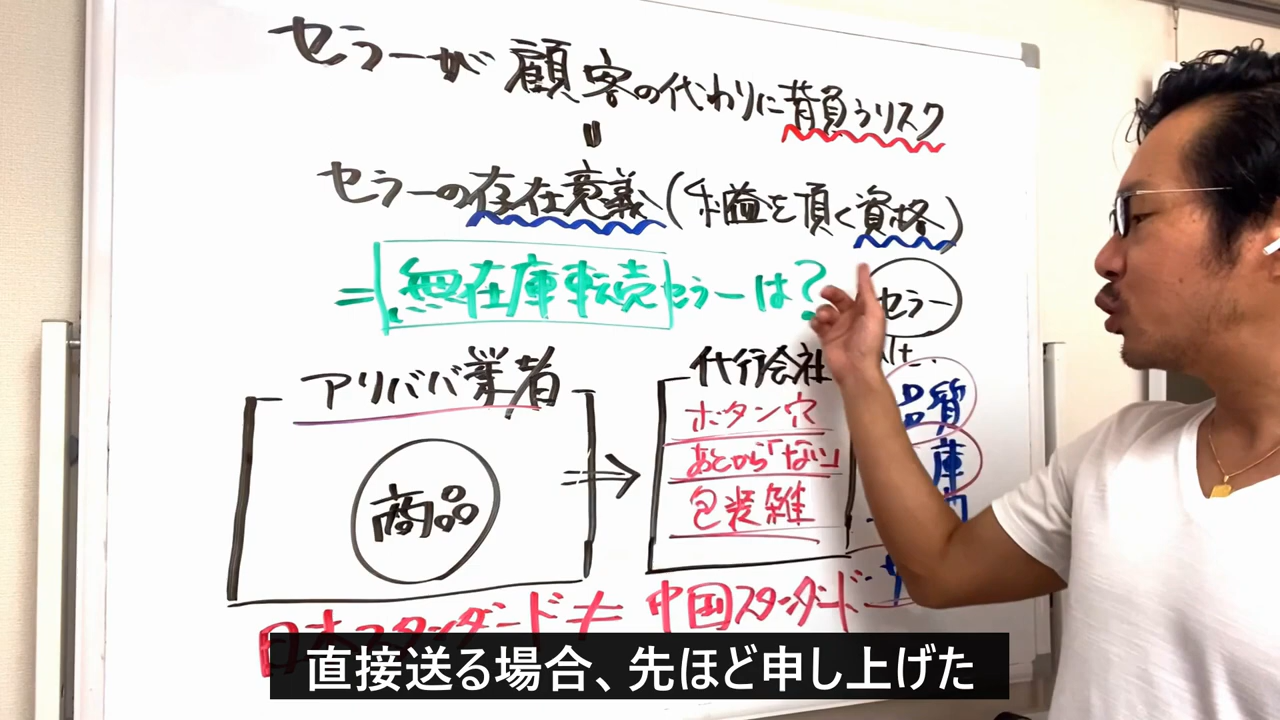 セラーが顧客の代わりに背負うリスク
=
セラーの存在意義(利益を頂く資格)
=無在庫転売セラーは?
セラー
アリババ業者
商品
代行会社
ボタン穴
あとから「ない」
包装雑
品質
庫
日本スタンダード≠中国スタンダード
直接送る場合、先ほど申し上げた